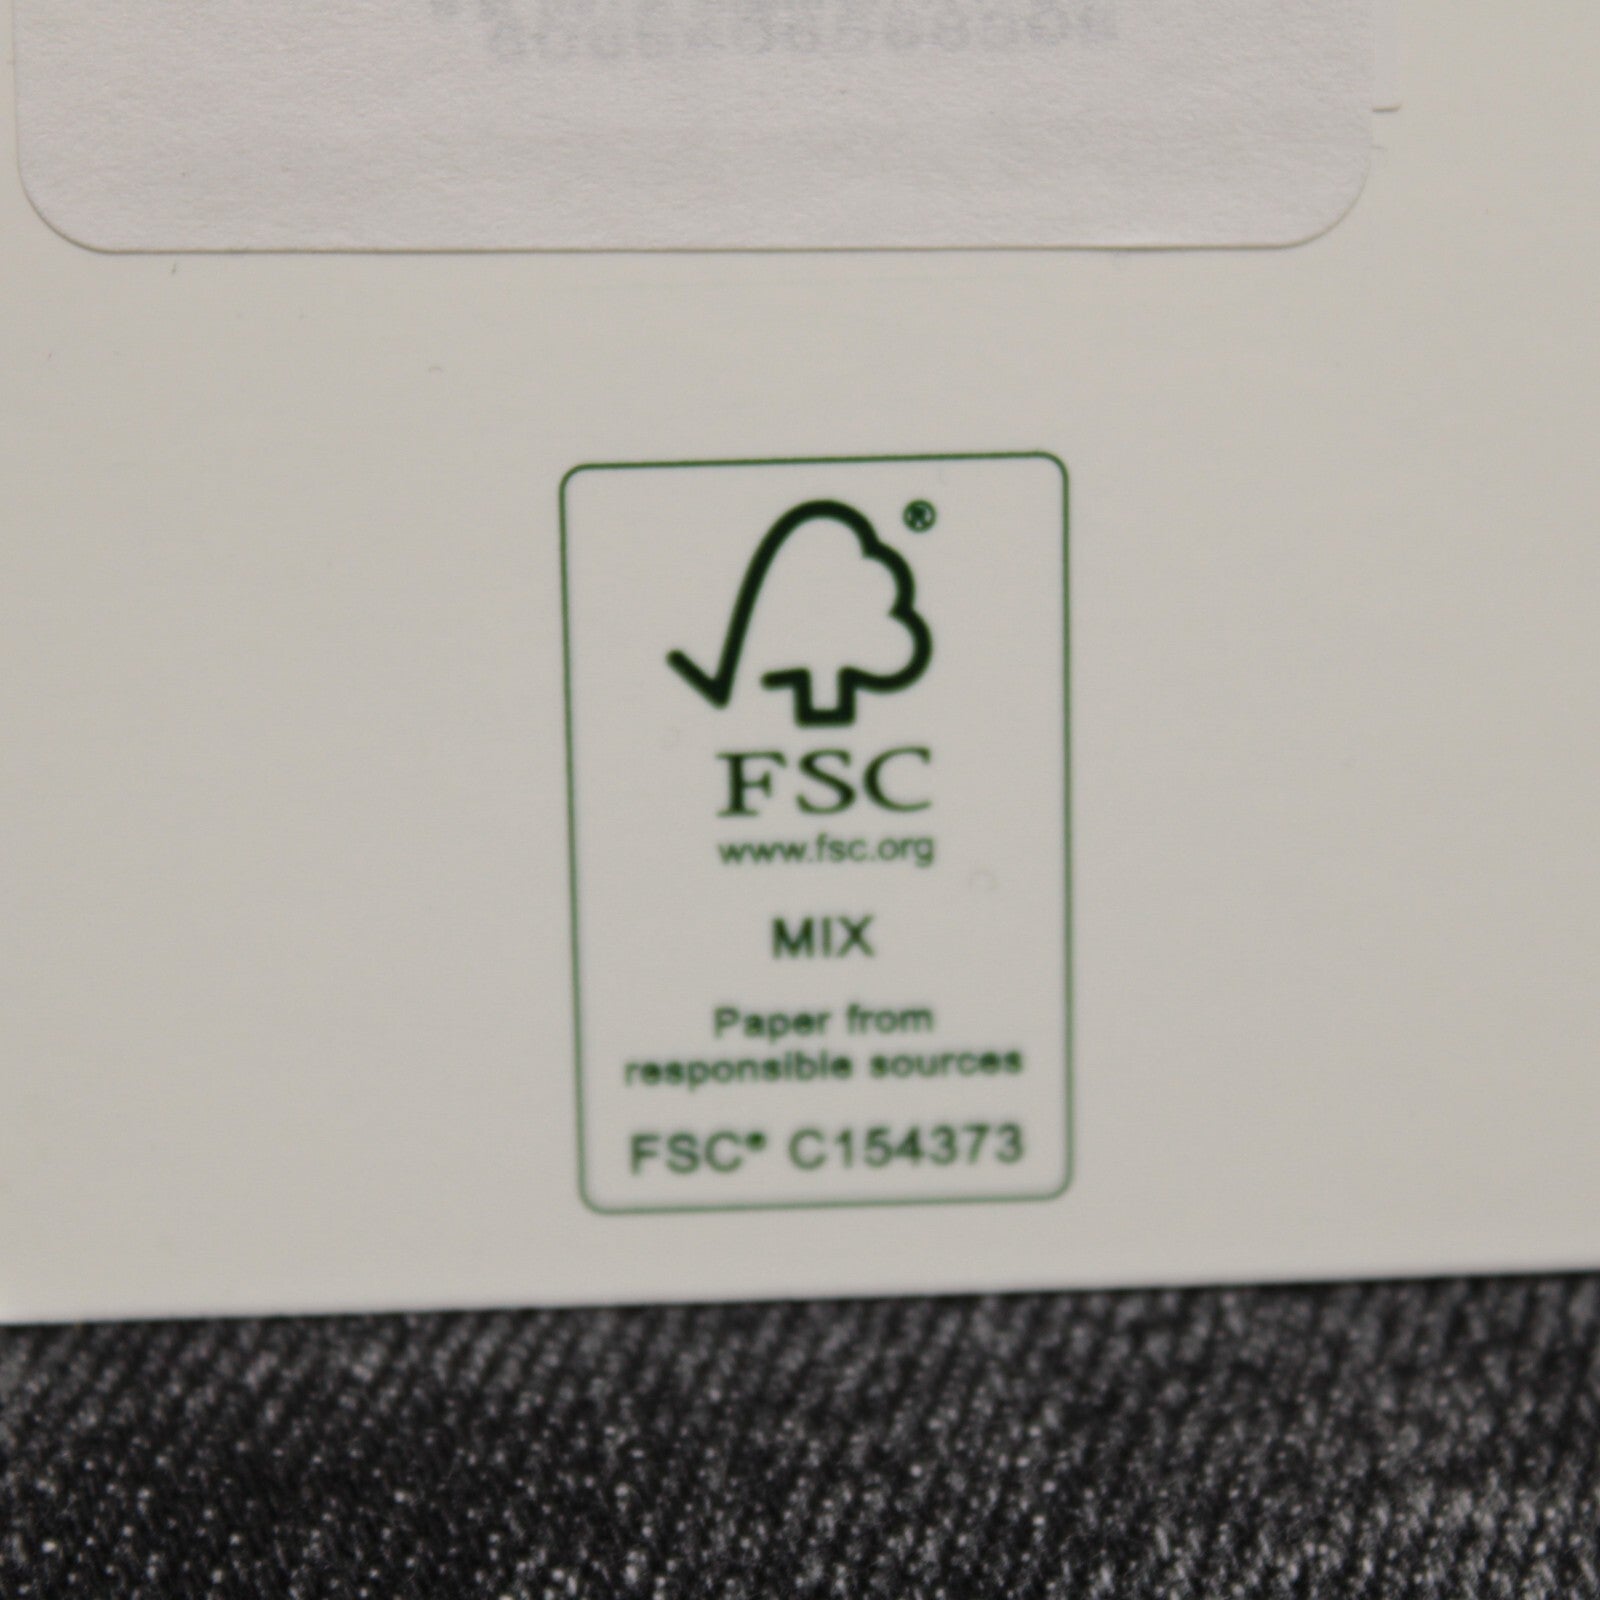 ®
FSC
www.fsc.org
MIX
Paper from
responsible sources
FSC® C154373